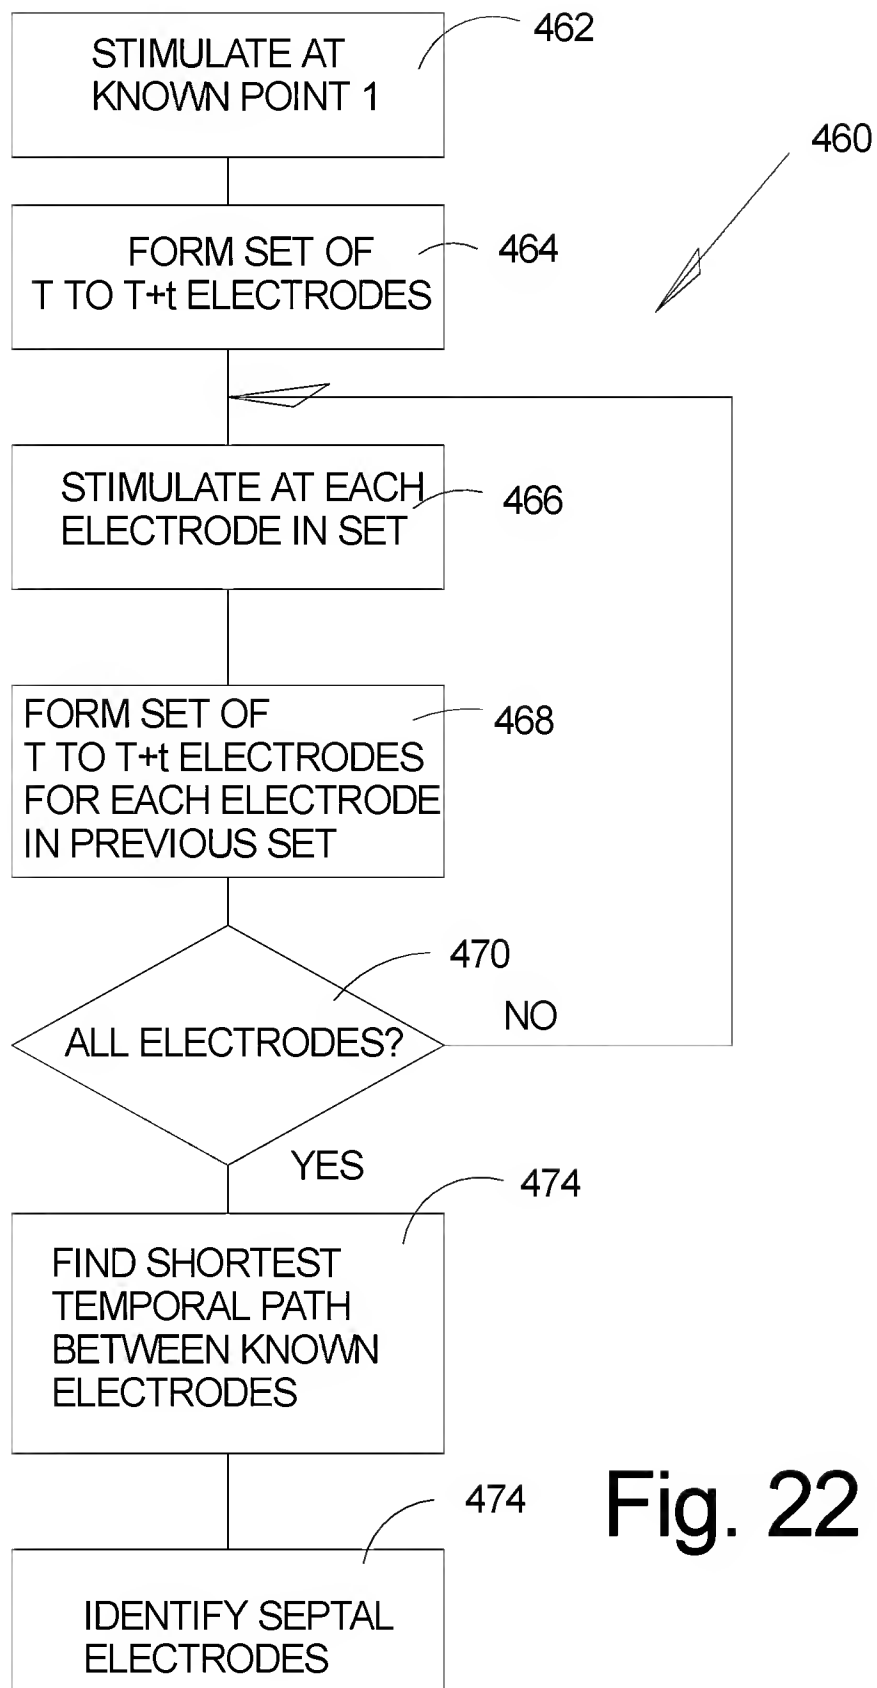 STIMULATE AT
KNOWN POINT 1
462
460
FORM SET OF
T TO T+t ELECTRODES
464
STIMULATE AT EACH
ELECTRODE IN SET
466
FORM SET OF
T TO T+t ELECTRODES
FOR EACH ELECTRODE
IN PREVIOUS SET
468
470
ALL ELECTRODES?
NO
YES
474
FIND SHORTEST
TEMPORAL PATH
BETWEEN KNOWN
ELECTRODES
474
Fig. 22
IDENTIFY SEPTAL
ELECTRODES